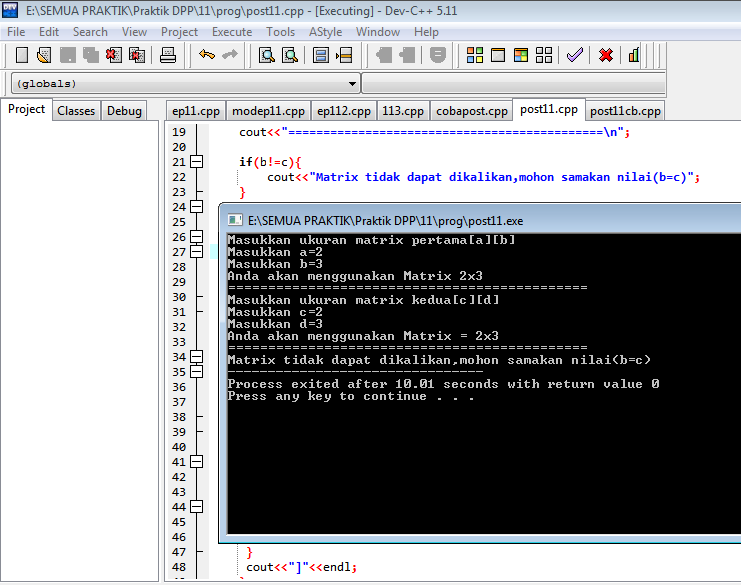 E:\SEMUA PRAKTIK\Praktik DPP\11\prog\post11.cpp - [Executing] - Dev-C++ 5.11
File Edit Search View Project Execute Tools AStyle Window Help
(globals)
Project Classes Debug
ep11.cpp modep11.cpp ep112.cpp 113.cpp cobapost.cpp post11.cpp post11cb.cpp
19 cout<<"=============================================\n";
20
21 if(b!=c){
22 cout<<"Matrix tidak dapat dikalikan,mohon samakan nilai(b=c)";
23 }
24
25
26
27
28
29
30
31
32
33
34
35
36
37
38
39
40
41
42
43
44
45
46
47 }
48 cout<<"]"<<endl;
E:\SEMUA PRAKTIK\Praktik DPP\11\prog\post11.exe
Masukkan ukuran matrix pertama[a][b]
Masukkan a=2
Masukkan b=3
Anda akan menggunakan Matrix 2x3
=============================================
Masukkan ukuran matrix kedua[c][d]
Masukkan c=2
Masukkan d=3
Anda akan menggunakan Matrix = 2x3
=============================================
Matrix tidak dapat dikalikan,mohon samakan nilai(b=c)
--------------------------------
Process exited after 10.01 seconds with return value 0
Press any key to continue . . .